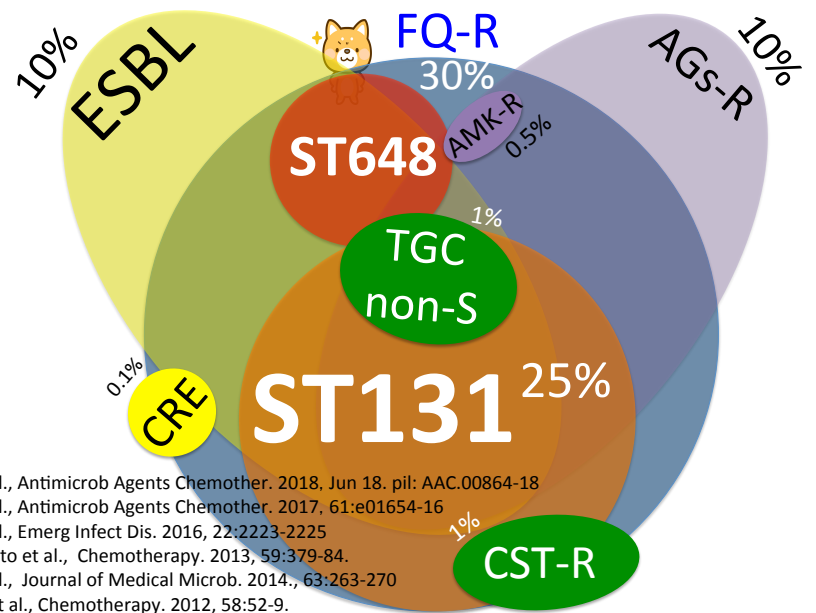 FQ-R
30%
10%
ESBL
10%
AGs-R
ST648
AMK-R
0.5%
1%
TGC
non-S
0.1%
CRE
ST131
25%
l., Antimicrob Agents Chemother. 2018, Jun 18. pil: AAC.00864-18
l., Antimicrob Agents Chemother. 2017, 61:e01654-16
l., Emerg Infect Dis. 2016, 22:2223-2225
to et al., Chemotherapy. 2013, 59:379-84.
l., Journal of Medical Microb. 2014., 63:263-270
t al., Chemotherapy. 2012, 58:52-9.
1%
CST-R